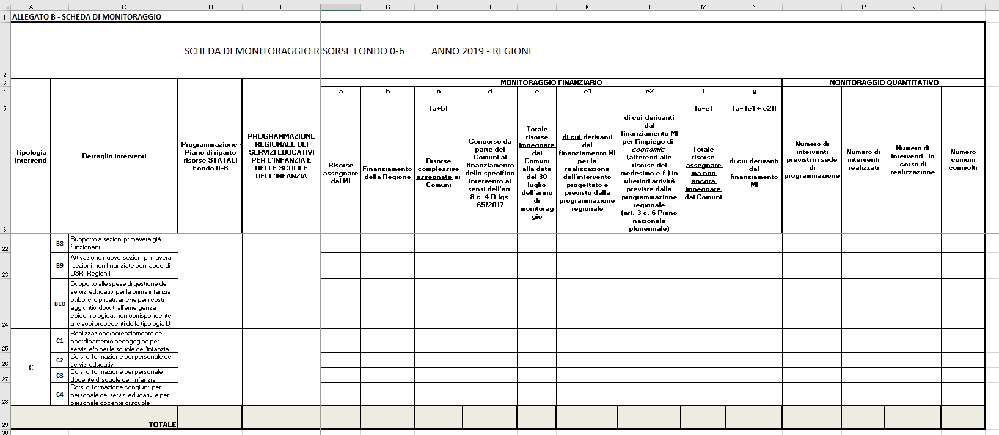 A B C D E F G H I J K L M N O P Q R
1 ALLEGATO B - SCHEDA DI MONITORAGGIO
2 SCHEDA DI MONITORAGGIO RISORSE FONDO 0-6 ANNO 2019 - REGIONE
3 MONITORAGGIO FINANZIARIO MONITORAGGIO QUANTITATIVO
4 a b c d e e1 e2 f g
5 (a+b) (c-e) [a- (e1 + e2)]
6
Tipologia
interventi
Dettaglio interventi
Programmazione -
Piano di riparto
risorse STATALI
Fondo 0-6
PROGRAMMAZIONE
REGIONALE DEI
SERVIZI EDUCATIVI
PER L'INFANZIA E
DELLE SCUOLE
DELL'INFANZIA
Risorse
assegnate
dal MI
Finanziamento
della Regione
Risorse
complessive
assegnate ai
Comuni
Concorso da
parte dei
Comuni al
finanziamento
dello specifico
intervento ai
sensi dell'art.
8 c. 4 D.lgs.
65/2017
Totale
risorse
impegnate
dai
Comuni
alla data
del 30
luglio
dell'anno
di
monitorag
gio
di cui derivanti
dal
finanziamento MI
per la
realizzazione
dell'intervento
progettato e
previsto dalla
programmazione
regionale
di cui derivanti
dal
finanziamento MI
per l'impiego di
economie
(afferenti alle
risorse del
medesimo e.f.) in
ulteriori attività
previste dalla
programmazione
regionale
(art. 3 c. 6 Piano
nazionale
pluriennale)
Totale
risorse
assegnate
ma non
ancora
impegnate
dai Comuni
di cui derivanti
dal
finanziamento
MI
Numero di
interventi
previsti in sede
di
programmazione
Numero di
interventi
realizzati
Numero di
interventi in
corso di
realizzazione
Numero
comuni
coinvolti
22 B8 Supporto a sezioni primavera già
funzionanti
23 B9 Attivazione nuove sezioni primavera
(sezioni non finanziate con accordi
USR_Regioni)
24 B10 Supporto alle spese di gestione dei
servizi educativi per la prima infanzia
pubblici o privati, anche per i costi
aggiuntivi dovuti all'emergenza
epidemiologica, non corrispondente
alle voci precedenti della tipologia B
C
25 C1 Realizzazione/potenziamento del
coordinamento pedagogico per i
servizi e/o per le scuole dell'infanzia
26 C2 Corsi di formazione per personale dei
servizi educativi
27 C3 Corsi di formazione per personale
docente di scuole dell'infanzia
28 C4 Corsi di formazione congiunti per
personale dei servizi educativi e per
personale docente di scuole
29 TOTALE
30